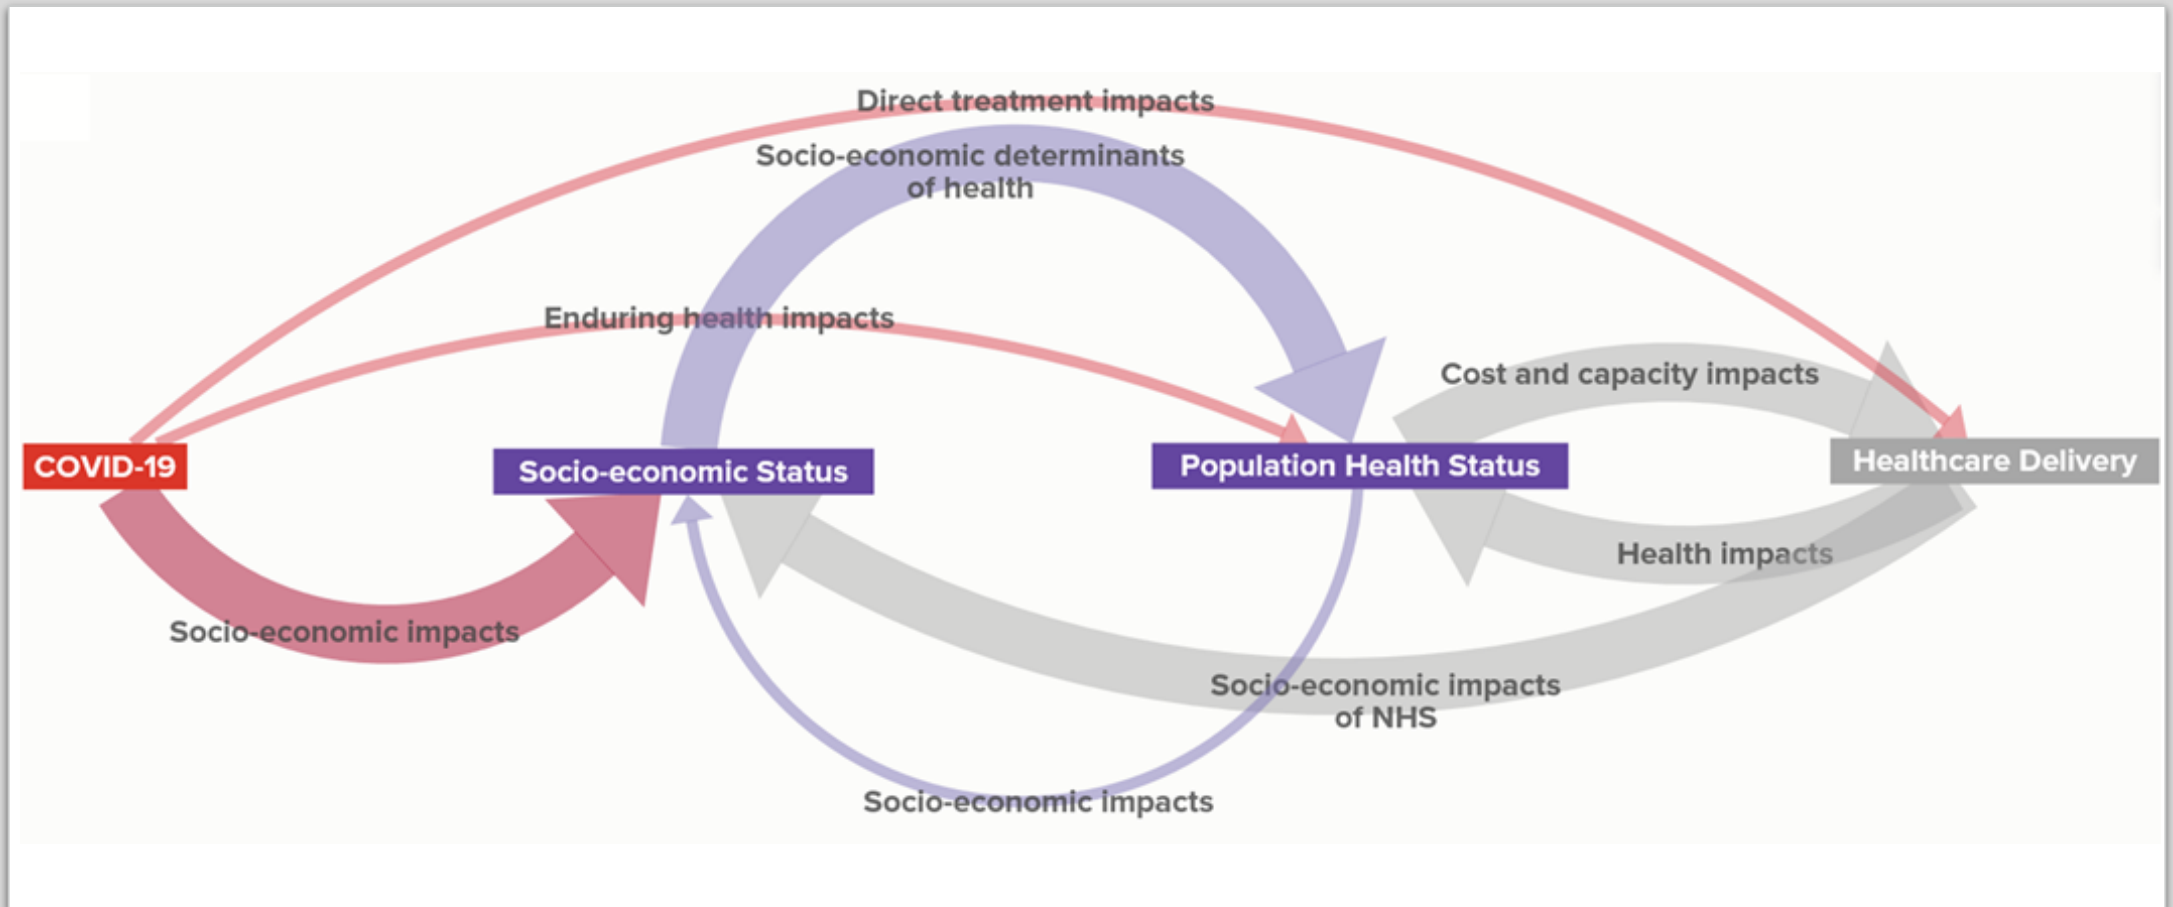 Direct treatment impacts
Socio-economic determinants
of health
Enduring health impacts
Cost and capacity impacts
COVID-19
Socio-economic Status
Population Health Status
Healthcare Delivery
Health impacts
Socio-economic impacts
Socio-economic impacts
of NHS
Socio-economic impacts